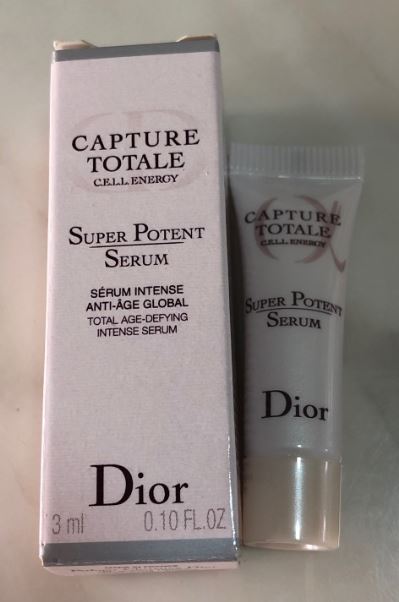 CAPTURE
TOTALE
C.E.L.L. ENERGY
SUPER POTENT
SERUM
SÉRUM INTENSE
ANTI-ÂGE GLOBAL
TOTAL AGE-DEFYING
INTENSE SERUM
Dior
3 ml 0.10 FL.OZ
CAPTURE
TOTALE
C.E.L.L. ENERGY
SUPER POTENT
SERUM
Dior